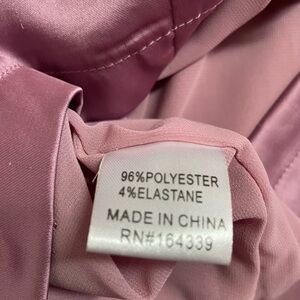 96%POLYESTER
4%ELASTANE
MADE IN CHINA
RN#164339